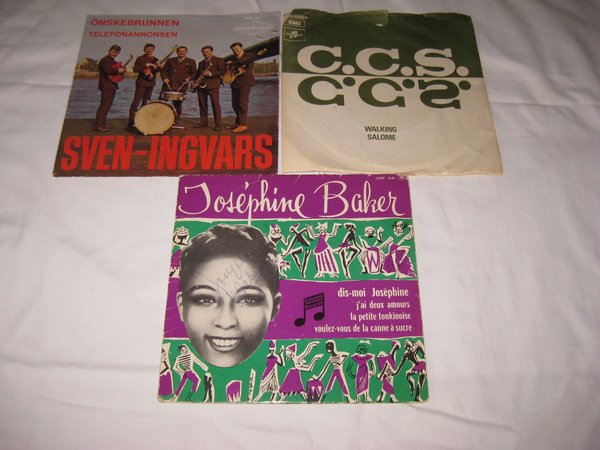 ÖNSKEBRUNNEN
TELEFONANNONSEN
SVEN-INGVARS
EMI
C.C.S.
C.C.S.
WALKING
SALOME
Joséphine Baker
dis-moi Joséphine
j'ai deux amours
la petite tonkinoise
voulez-vous de la canne à sucre